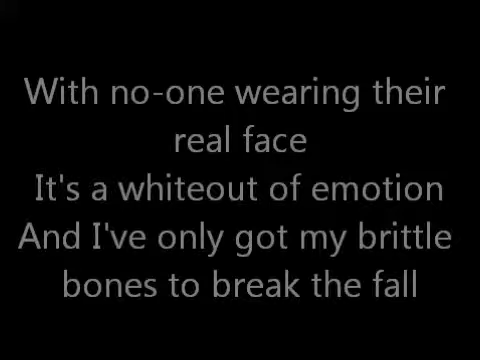 With no-one wearing their
real face
It's a whiteout of emotion
And I've only got my brittle
bones to break the fall